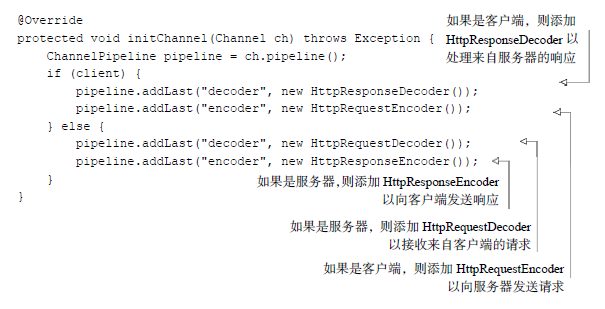 @Override
protected void initChannel(Channel ch) throws Exception {
ChannelPipeline pipeline = ch.pipeline();
if (client) {
pipeline.addLast("decoder", new HttpResponseDecoder());
pipeline.addLast("encoder", new HttpRequestEncoder());
} else {
pipeline.addLast("decoder", new HttpRequestDecoder());
pipeline.addLast("encoder", new HttpResponseEncoder());
}
}
如果是客户端，则添加
HttpResponseDecoder 以
处理来自服务器的响应
如果是服务器,则添加 HttpResponseEncoder
以向客户端发送响应
如果是服务器，则添加 HttpRequestDecoder
以接收来自客户端的请求
如果是客户端，则添加 HttpRequestEncoder
以向服务器发送请求